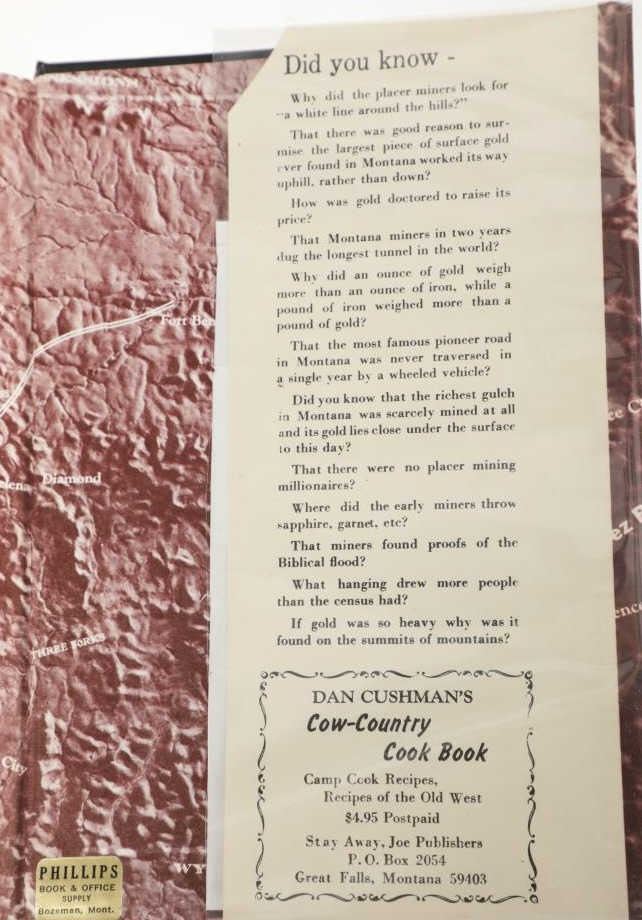 Did you know -
Why did the placer miners look for
"a white line around the hills?"
That there was good reason to sur-
mise the largest piece of surface gold
ever found in Montana worked its way
uphill, rather than down?
How was gold doctored to raise its
price?
That Montana miners in two years
dug the longest tunnel in the world?
Why did an ounce of gold weigh
more than an ounce of iron, while a
pound of iron weighed more than a
pound of gold?
That the most famous pioneer road
in Montana was never traversed in
a single year by a wheeled vehicle?
Did you know that the richest gulch
in Montana was scarcely mined at all
and its gold lies close under the surface
to this day?
That there were no placer mining
millionaires?
Where did the early miners throw
sapphire, garnet, etc?
That miners found proofs of the
Biblical flood?
What hanging drew more people
than the census had?
If gold was so heavy why was it
found on the summits of mountains?
DAN CUSHMAN'S
Cow-Country
Cook Book
Camp Cook Recipes,
Recipes of the Old West
$4.95 Postpaid
Stay Away, Joe Publishers
P. O. Box 2054
Great Falls, Montana 59403
Fort Ben
elena
Diamond
THREE FORKS
City
WY
PHILLIPS
BOOK & OFFICE
SUPPLY
Bozeman, Mont.
ce C
ez P
ence